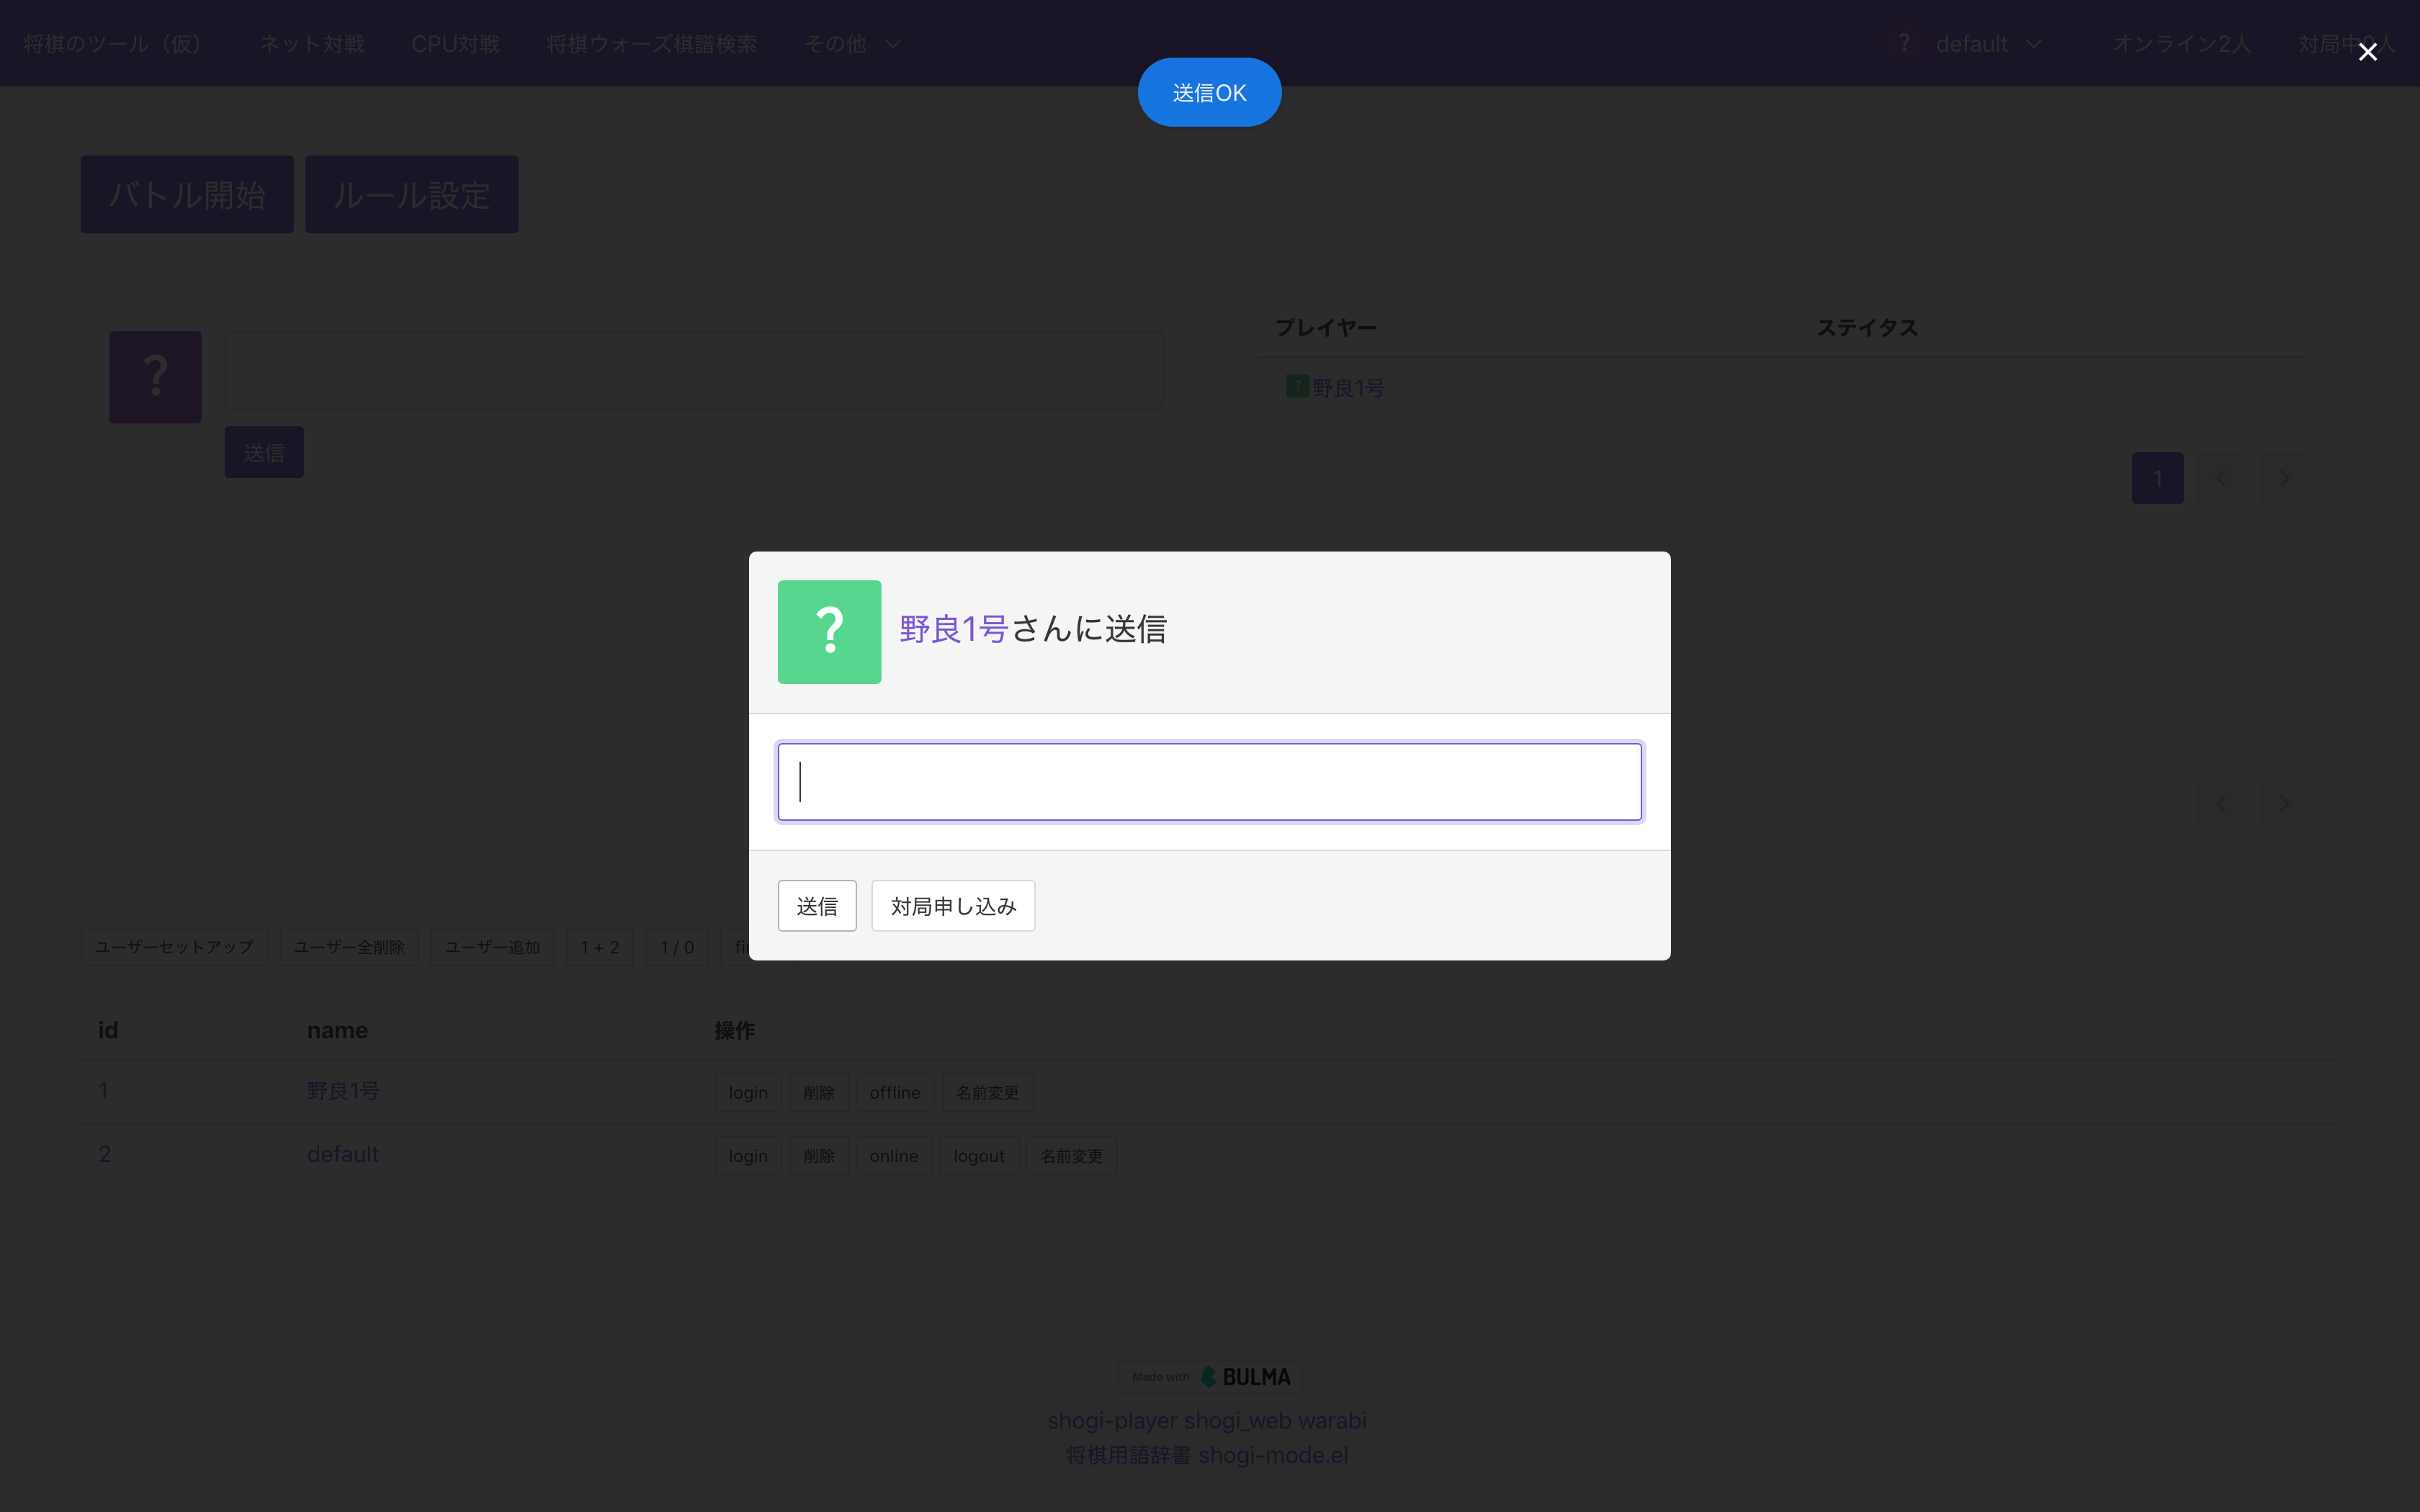 将棋のツール（仮） ネット対戦 CPU対戦 将棋ウォーズ棋譜検索 その他 ? default オンライン2人
送信OK
バトル開始 ルール設定
プレイヤー ステイタス
?
? 野良1号
送信
1
? 野良1号さんに送信
送信 対局申し込み
ユーザーセットアップ ユーザー全削除 ユーザー追加 1 + 2 1 / 0
id name 操作
1 野良1号 login 削除 offline 名前変更
2 default login 削除 online logout 名前変更
Made with BULMA
shogi-player shogi_web warabi
将棋用語辞書 shogi-mode.el